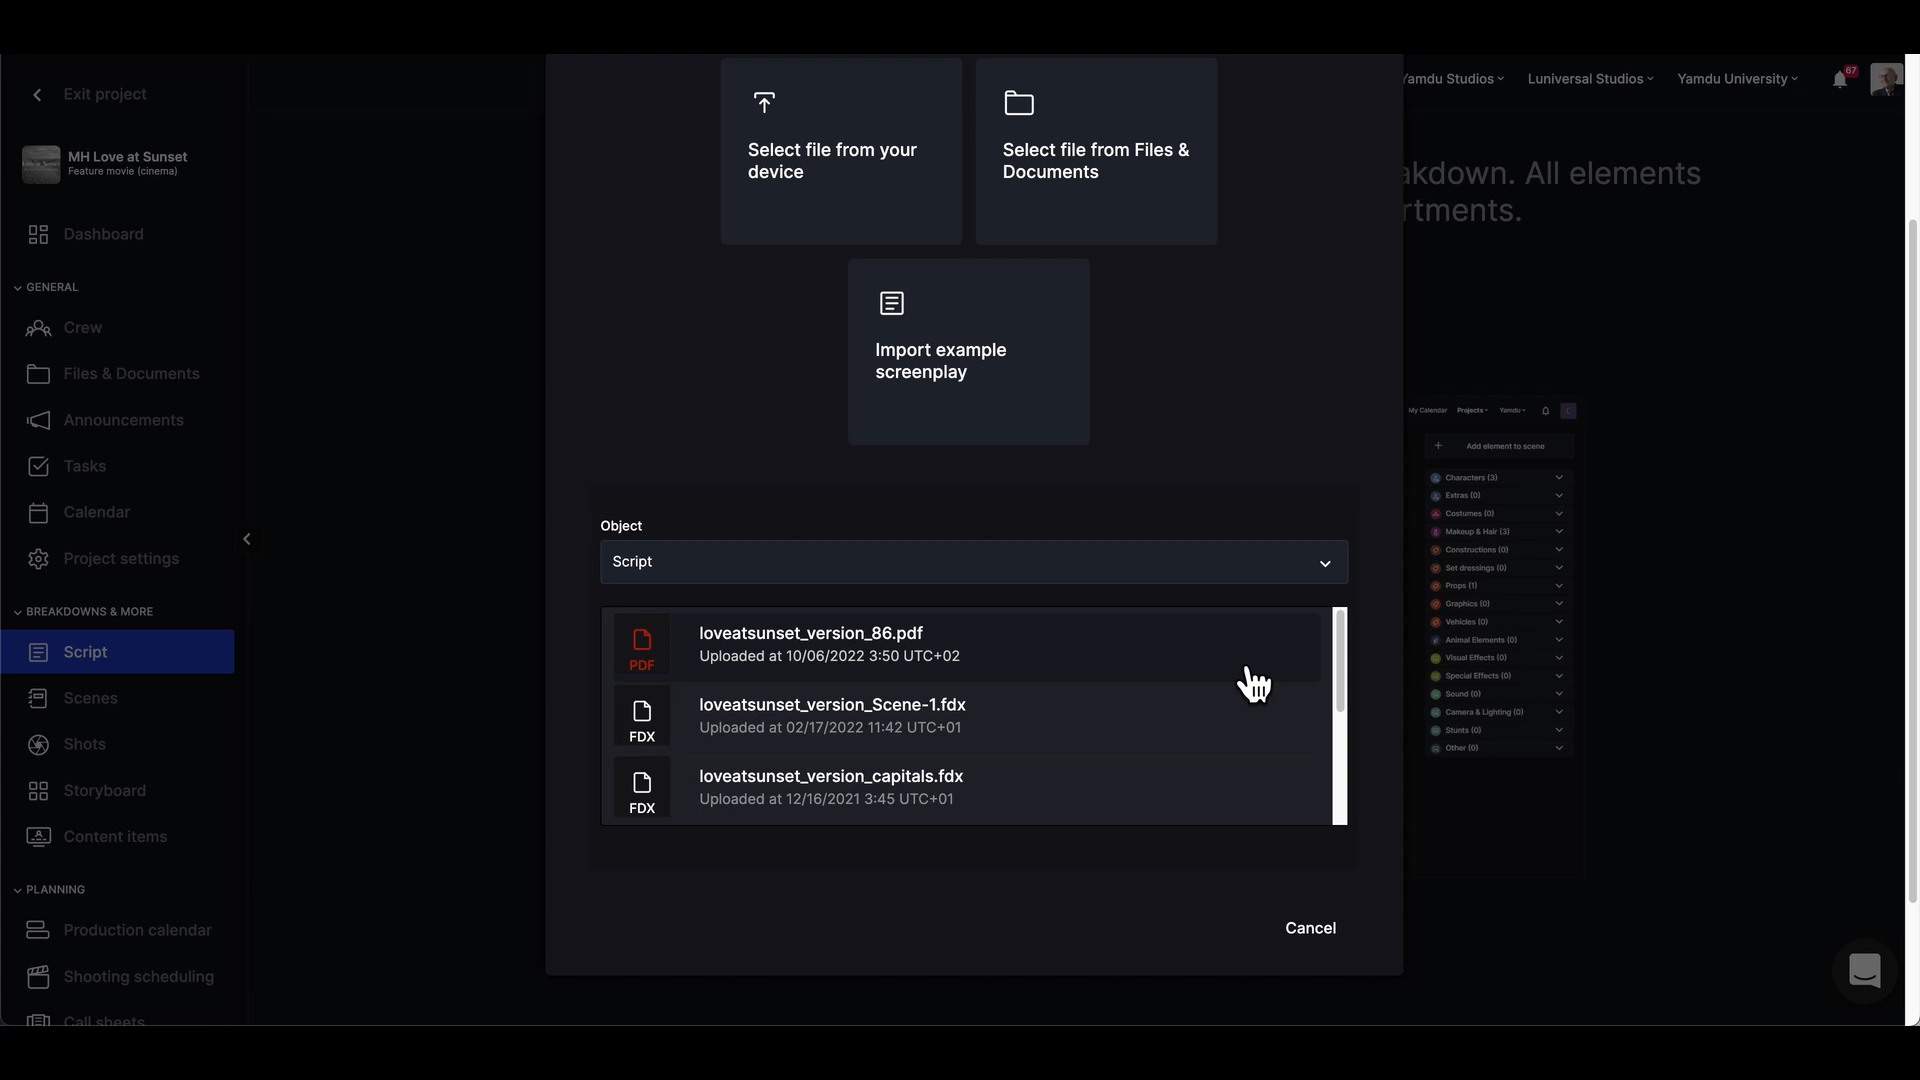 Exit project
MH Love at Sunset
Feature movie (cinema)
Dashboard
GENERAL
Crew
Files & Documents
Announcements
Tasks
Calendar
Project settings
BREAKDOWNS & MORE
Script
Scenes
Shots
Storyboard
Content items
PLANNING
Production calendar
Shooting scheduling
Call sheets
Select file from your
device
Select file from Files &
Documents
Import example
screenplay
Object
Script
PDF
loveatsunset_version_86.pdf
Uploaded at 10/06/2022 3:50 UTC+02
FDX
loveatsunset_version_Scene-1.fdx
Uploaded at 02/17/2022 11:42 UTC+01
FDX
loveatsunset_version_capitals.fdx
Uploaded at 12/16/2021 3:45 UTC+01
Cancel
Yamdu Studios
Luniversal Studios
Yamdu University
67
akdown. All elements
rtments.
My Calendar
Projects
Yamdu
Add element to scene
Characters (3)
Extras (0)
Costumes (0)
Makeup & Hair (3)
Constructions (0)
Set dressings (0)
Props (1)
Graphics (0)
Vehicles (0)
Animal Elements (0)
Visual Effects (0)
Special Effects (0)
Sound (0)
Camera & Lighting (0)
Stunts (0)
Other (0)